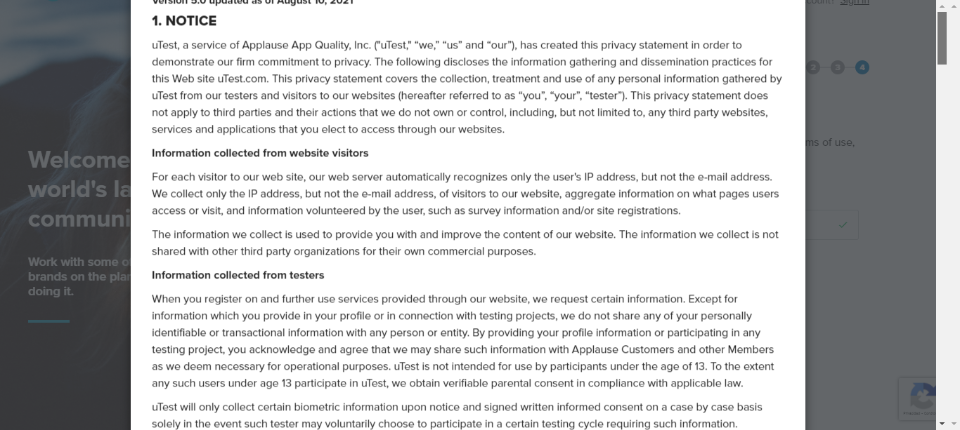 Version 5.0 updated as of August 10, 2021
Sign in
1. NOTICE
uTest, a service of Applause App Quality, Inc. ("uTest," “we,” “us” and “our”), has created this privacy statement in order to
demonstrate our firm commitment to privacy. The following discloses the information gathering and dissemination practices for
this Web site uTest.com. This privacy statement covers the collection, treatment and use of any personal information gathered by
uTest from our testers and visitors to our websites (hereafter referred to as “you”, “your”, “tester”). This privacy statement does
not apply to third parties and their actions that we do not own or control, including, but not limited to, any third party websites,
services and applications that you elect to access through our websites.
2 3 4
ms of use,
Information collected from website visitors
For each visitor to our web site, our web server automatically recognizes only the user's IP address, but not the e-mail address.
We collect only the IP address, but not the e-mail address, of visitors to our website, aggregate information on what pages users
access or visit, and information volunteered by the user, such as survey information and/or site registrations.
The information we collect is used to provide you with and improve the content of our website. The information we collect is not
shared with other third party organizations for their own commercial purposes.
Information collected from testers
When you register on and further use services provided through our website, we request certain information. Except for
information which you provide in your profile or in connection with testing projects, we do not share any of your personally
identifiable or transactional information with any person or entity. By providing your profile information or participating in any
testing project, you acknowledge and agree that we may share such information with Applause Customers and other Members
as we deem necessary for operational purposes. uTest is not intended for use by participants under the age of 13. To the extent
any such users under age 13 participate in uTest, we obtain verifiable parental consent in compliance with applicable law.
uTest will only collect certain biometric information upon notice and signed written informed consent on a case by case basis
solely in the event such tester may voluntarily choose to participate in a certain testing cycle requiring such information.
Welcome
world's la
communi
Work with some o
brands on the plan
doing it.